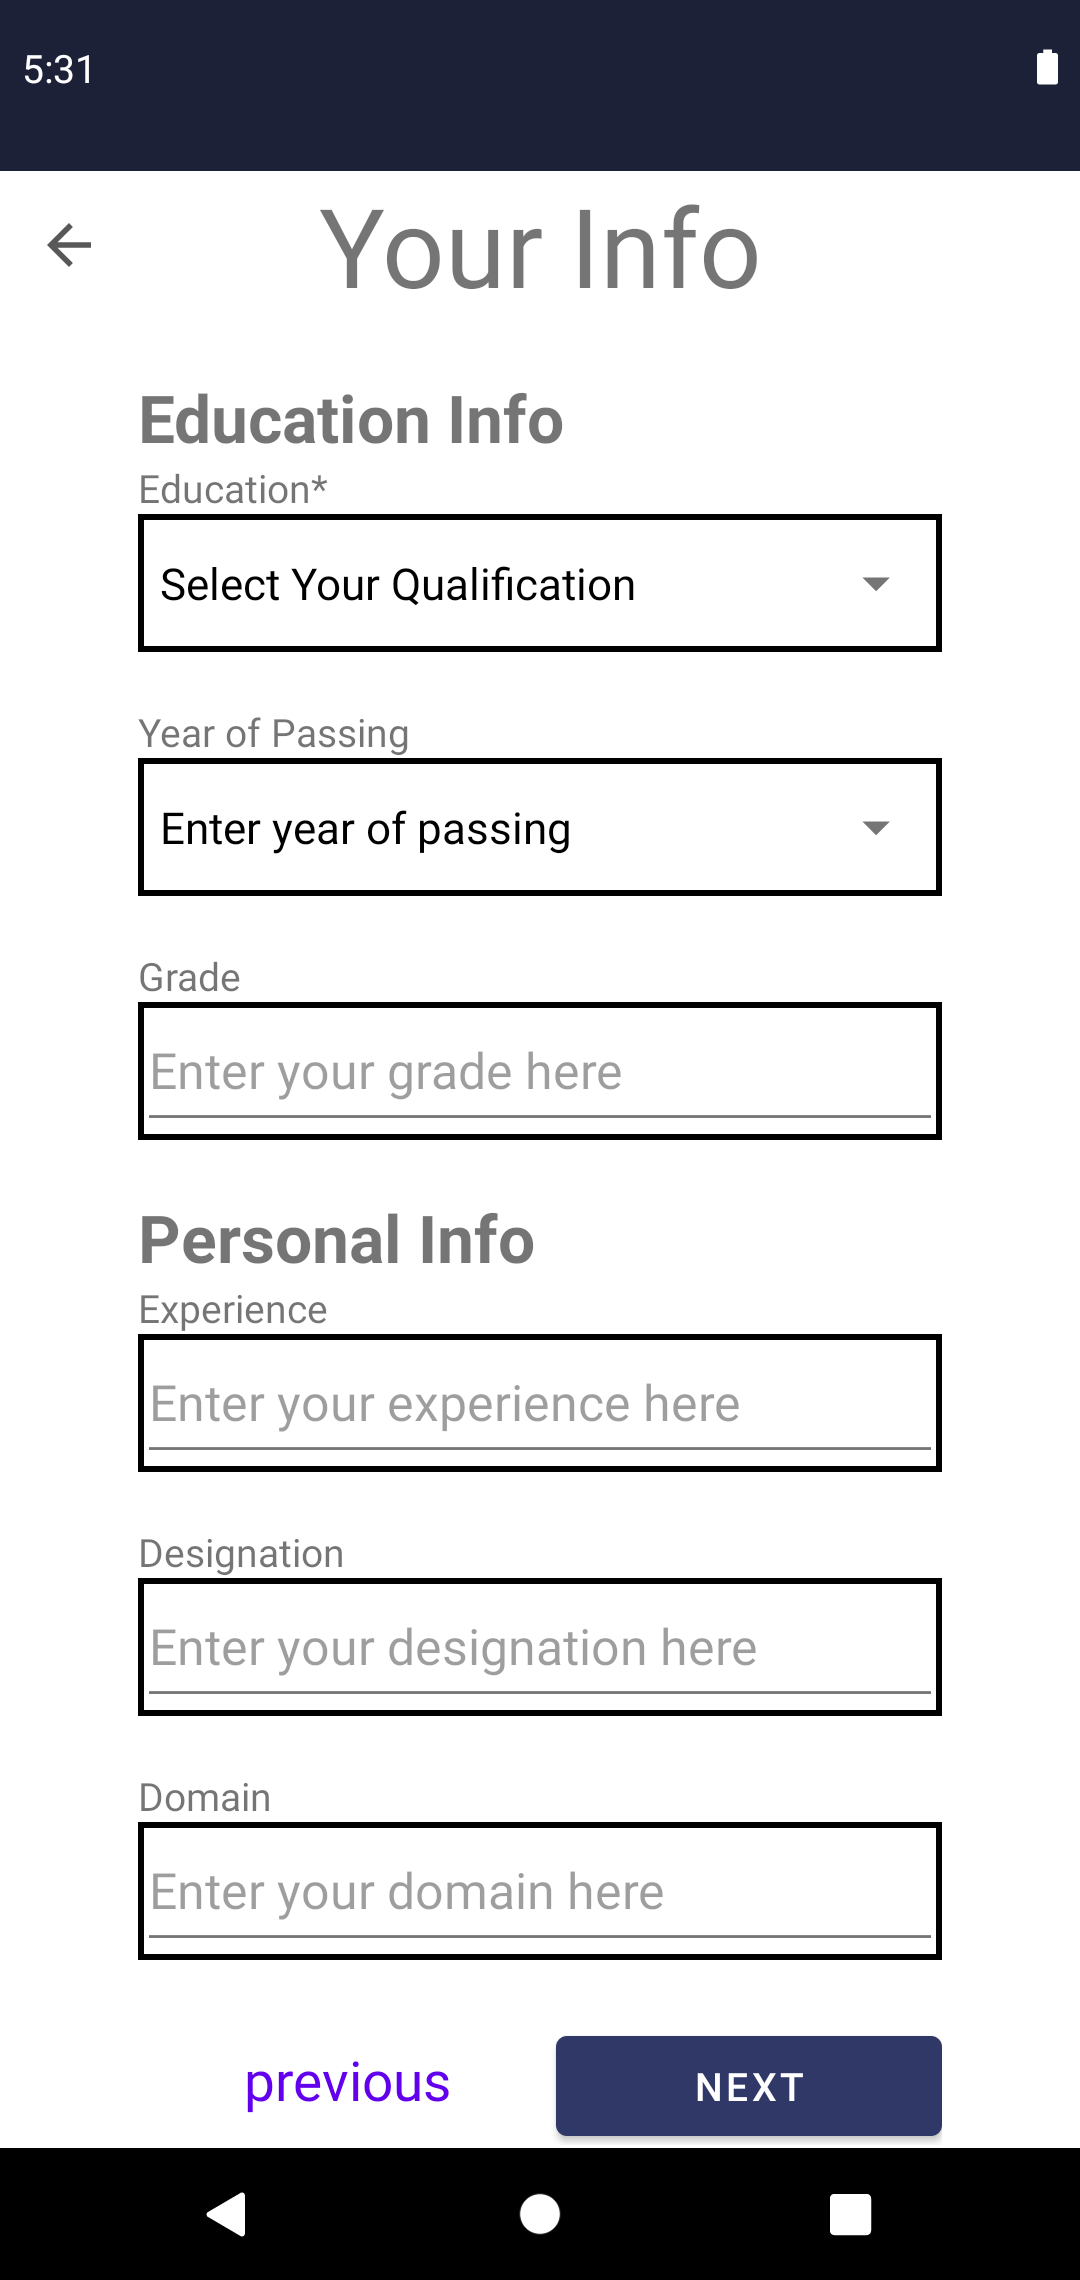 5:31
Your Info
Education Info
Education*
Select Your Qualification
Year of Passing
Enter year of passing
Grade
Enter your grade here
Personal Info
Experience
Enter your experience here
Designation
Enter your designation here
Domain
Enter your domain here
previous NEXT